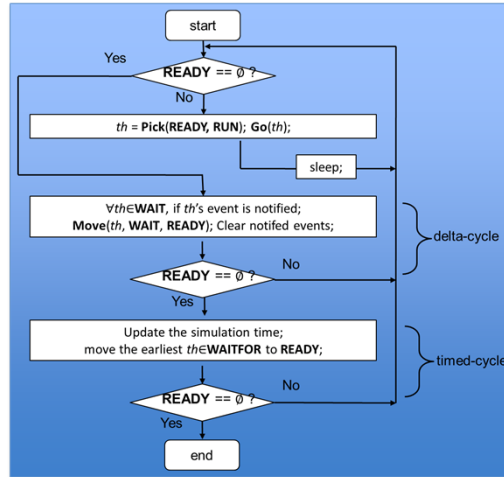 start
Yes
READY == ∅ ?
No
th = Pick(READY, RUN); Go(th);
sleep;
∀th∈WAIT, if th's event is notified;
Move(th, WAIT, READY); Clear notifed events;
delta-cycle
READY == ∅ ?
No
Yes
Update the simulation time;
move the earliest th∈WAITFOR to READY;
timed-cycle
READY == ∅ ?
No
Yes
end